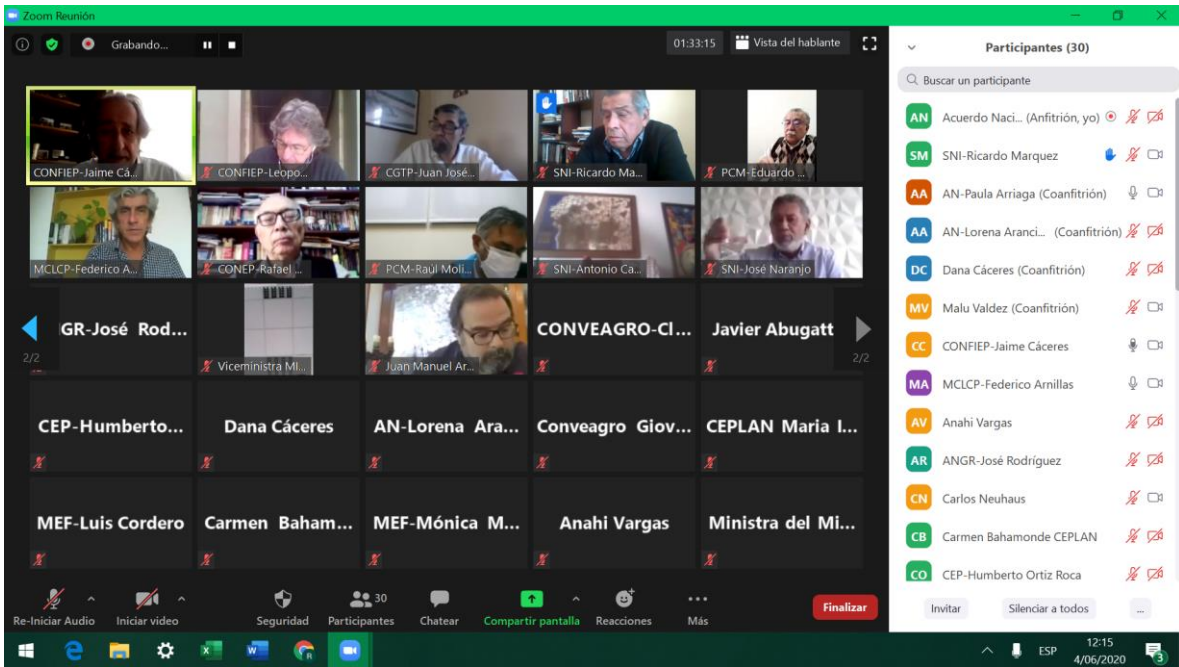 Zoom Reunión
Grabando...
01:33:15
Vista del hablante
CONFIEP-Jaime Cá...
CONFIEP-Leopo...
CGTP-Juan José...
SNI-Ricardo Ma...
PCM-Eduardo ...
MCLCP-Federico A...
CONEP-Rafael ...
PCM-Raúl Moli...
SNI-Antonio Ca...
SNI-José Naranjo
GR-José Rod...
Viceministra Mi...
Juan Manuel Ar...
CONVEAGRO-Cl...
Javier Abugatt
2/2
2/2
CEP-Humberto...
Dana Cáceres
AN-Lorena Ara...
Conveagro Giov...
CEPLAN Maria I...
MEF-Luis Cordero
Carmen Baham...
MEF-Mónica M...
Anahi Vargas
Ministra del Mi...
Re-Iniciar Audio
Iniciar video
Seguridad
30
Participantes
Chatear
Compartir pantalla
Reacciones
Más
Finalizar
Participantes (30)
Buscar un participante
AN Acuerdo Naci... (Anfitrión, yo)
SM SNI-Ricardo Marquez
AA AN-Paula Arriaga (Coanfitrión)
AA AN-Lorena Aranci... (Coanfitrión)
DC Dana Cáceres (Coanfitrión)
MV Malu Valdez (Coanfitrión)
CC CONFIEP-Jaime Cáceres
MA MCLCP-Federico Arnillas
AV Anahi Vargas
AR ANGR-José Rodríguez
CN Carlos Neuhaus
CB Carmen Bahamonde CEPLAN
CO CEP-Humberto Ortiz Roca
Invitar
Silenciar a todos
...
ESP
12:15
4/06/2020
3